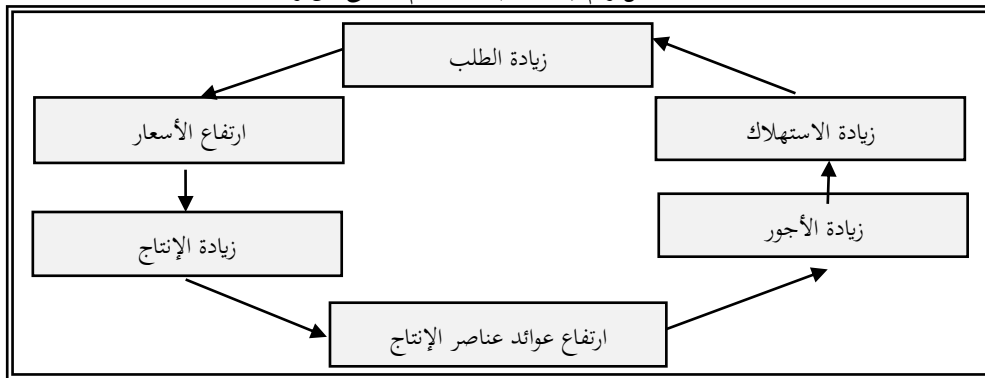 زيادة الطلب
ارتفاع الأسعار
زيادة الاستهلاك
زيادة الإنتاج
زيادة الأجور
ارتفاع عوائد عناصر الإنتاج